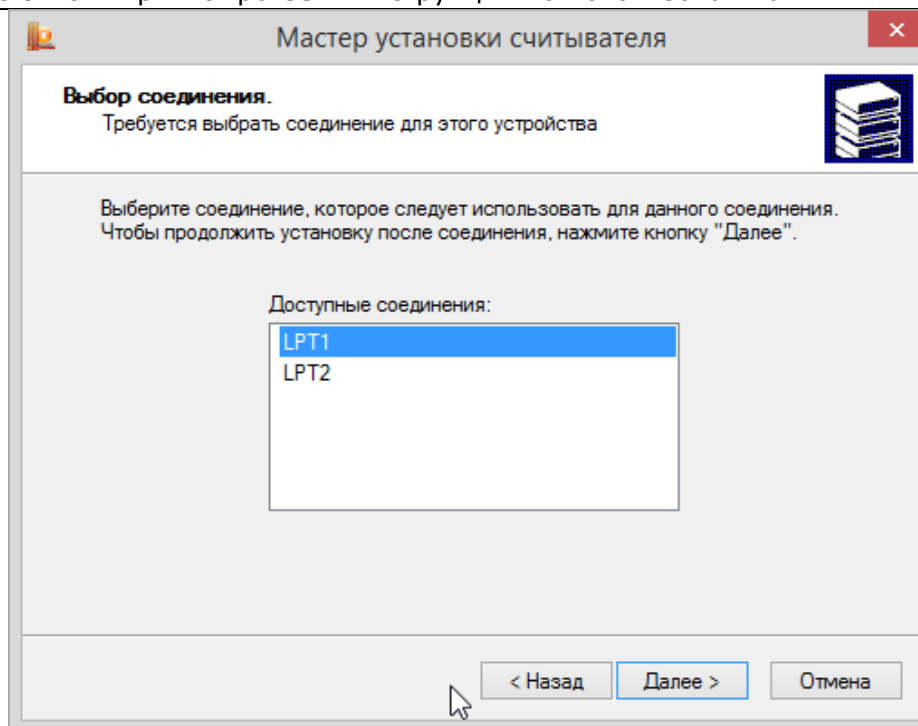 Мастер установки считывателя
Выбор соединения.
Требуется выбрать соединение для этого устройства
Выберите соединение, которое следует использовать для данного соединения.
Чтобы продолжить установку после соединения, нажмите кнопку "Далее".
Доступные соединения:
LPT1
LPT2
< Назад
Далее >
Отмена